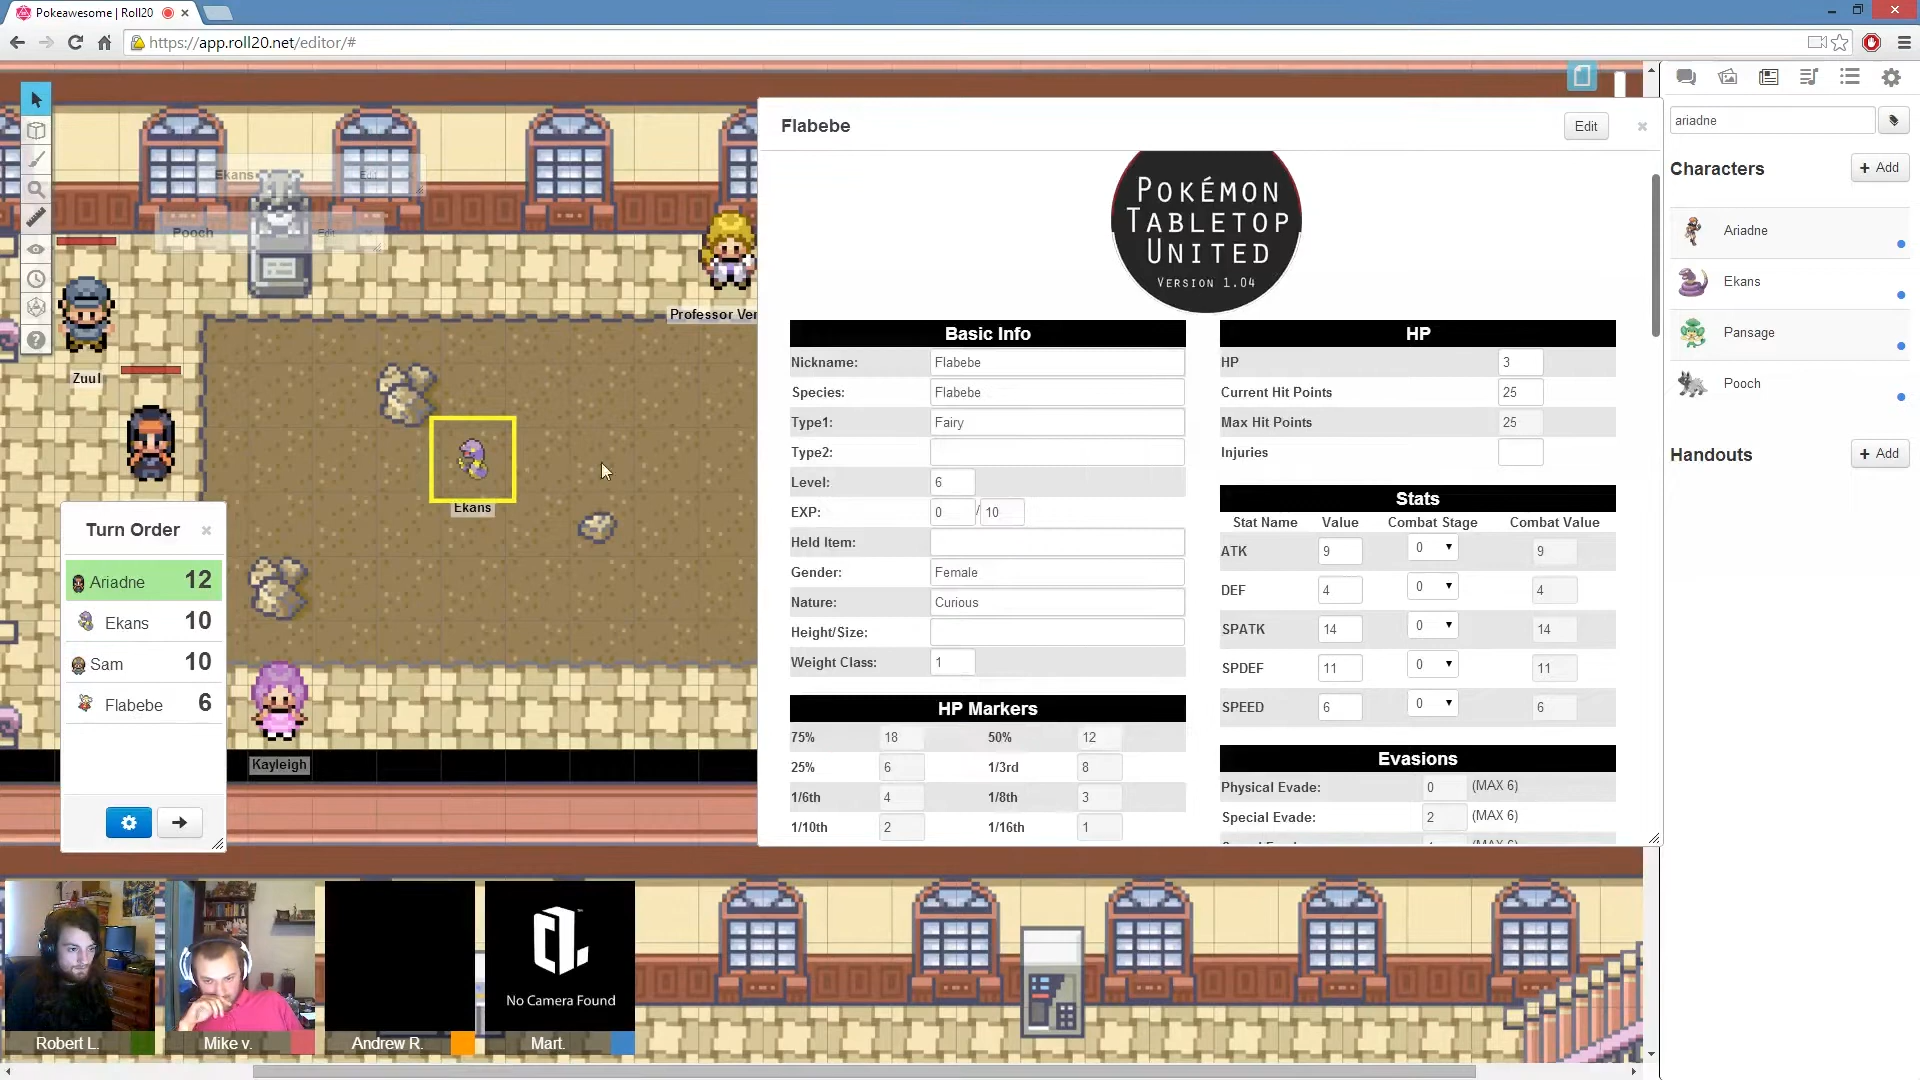 Pokeawesome | Roll20
https://app.roll20.net/editor/#
Ekans Edit
Pooch Edit
Zuul
Professor Ver
Ekans
Kayleigh
Turn Order
Ariadne 12
Ekans 10
Sam 10
Flabebe 6
Flabebe
Edit
POKÉMON
TABLETOP
UNITED
VERSION 1.04
Basic Info
Nickname: Flabebe
Species: Flabebe
Type1: Fairy
Type2:
Level: 6
EXP: 0 / 10
Held Item:
Gender: Female
Nature: Curious
Height/Size:
Weight Class: 1
HP Markers
75% 18 50% 12
25% 6 1/3rd 8
1/6th 4 1/8th 3
1/10th 2 1/16th 1
HP
HP 3
Current Hit Points 25
Max Hit Points 25
Injuries
Stats
Stat Name Value Combat Stage Combat Value
ATK 9 0 9
DEF 4 0 4
SPATK 14 0 14
SPDEF 11 0 11
SPEED 6 0 6
Evasions
Physical Evade: 0 (MAX 6)
Special Evade: 2 (MAX 6)
ariadne
Characters + Add
Ariadne
Ekans
Pansage
Pooch
Handouts + Add
No Camera Found
Robert L.
Mike v.
Andrew R.
Mart.